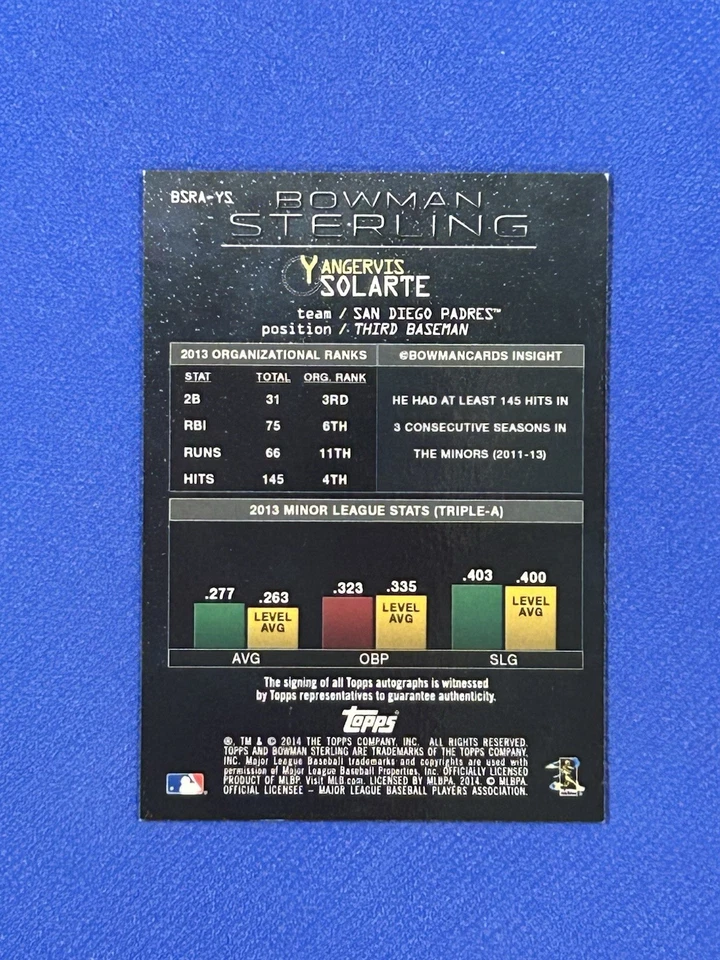 BSRA-YS
BOWMAN
STERLING
YANGERVIS
SOLARTE
team / SAN DIEGO PADRES™
position / THIRD BASEMAN
2013 ORGANIZATIONAL RANKS
STAT TOTAL ORG. RANK
2B 31 3RD
RBI 75 6TH
RUNS 66 11TH
HITS 145 4TH
©BOWMANCARDS INSIGHT
HE HAD AT LEAST 145 HITS IN
3 CONSECUTIVE SEASONS IN
THE MINORS (2011-13)
2013 MINOR LEAGUE STATS (TRIPLE-A)
.277 .263 .323 .335 .403 .400
LEVEL AVG LEVEL AVG LEVEL AVG
AVG OBP SLG
The signing of all Topps autographs is witnessed
by Topps representatives to guarantee authenticity.
Topps
®, TM & © 2014 THE TOPPS COMPANY, INC. ALL RIGHTS RESERVED.
TOPPS AND BOWMAN STERLING ARE TRADEMARKS OF THE TOPPS COMPANY,
INC. Major League Baseball trademarks and copyrights are used with
permission of Major League Baseball Properties, Inc. OFFICIALLY LICENSED
PRODUCT OF MLBP. Visit MLB.com. LICENSED BY MLBPA, 2014. © MLBPA.
OFFICIAL LICENSEE – MAJOR LEAGUE BASEBALL PLAYERS ASSOCIATION.